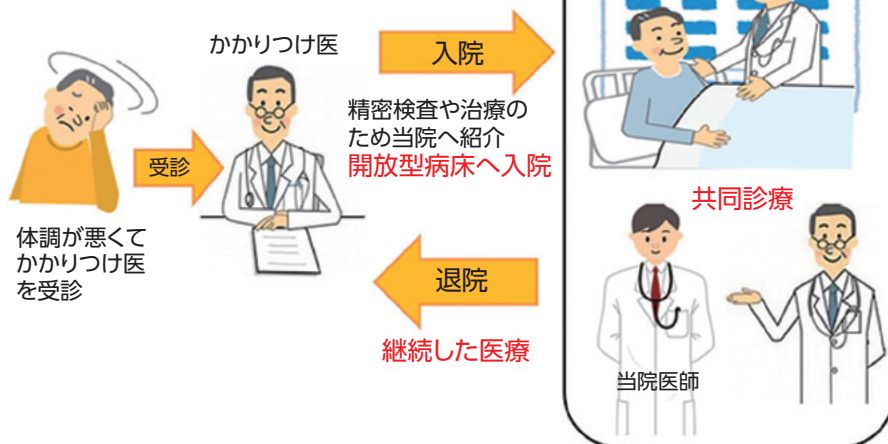 かかりつけ医
入院
精密検査や治療の
ため当院へ紹介
開放型病床へ入院
受診
体調が悪くて
かかりつけ医
を受診
共同診療
退院
継続した医療
当院医師